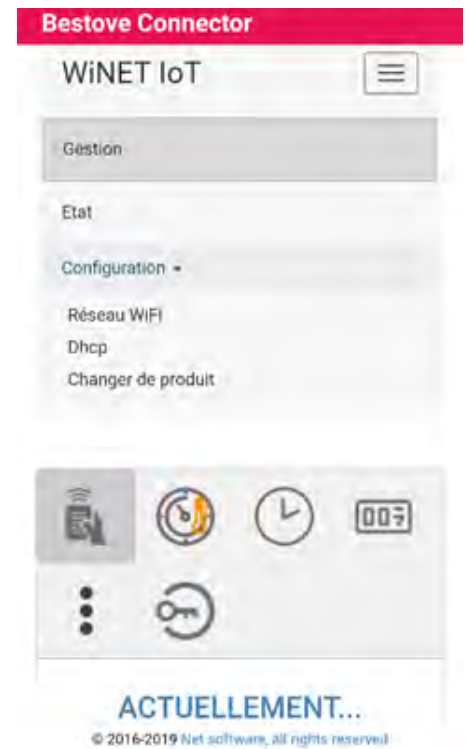 Bestove Connector
WiNET IoT
Gestion
Etat
Configuration
Réseau WiFI
Dhcp
Changer de produit
007
ACTUELLEMENT...
© 2016-2019 Net software, all rights reserved